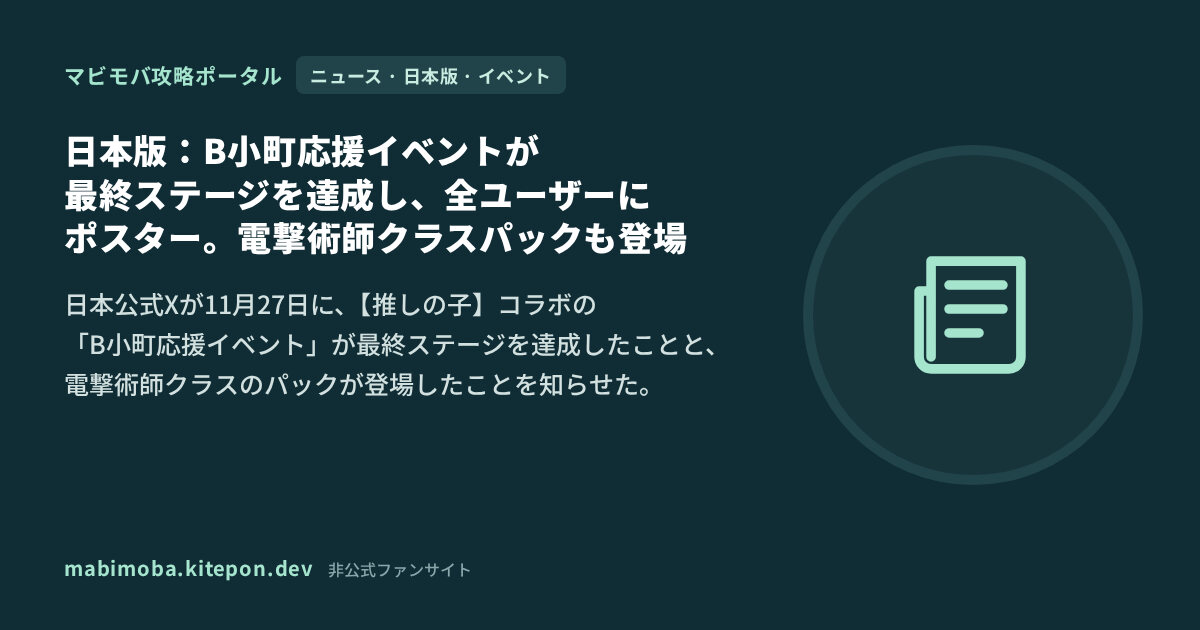 マビモバ攻略ポータル
ニュース · 日本版 · イベント
日本版：B小町応援イベントが
最終ステージを達成し、全ユーザーに
ポスター。電撃術師クラスパックも登場
日本公式Xが11月27日に、【推しの子】コラボの
「B小町応援イベント」が最終ステージを達成したことと、
電撃術師クラスのパックが登場したことを知らせた。
mabimoba.kitepon.dev
非公式ファンサイト